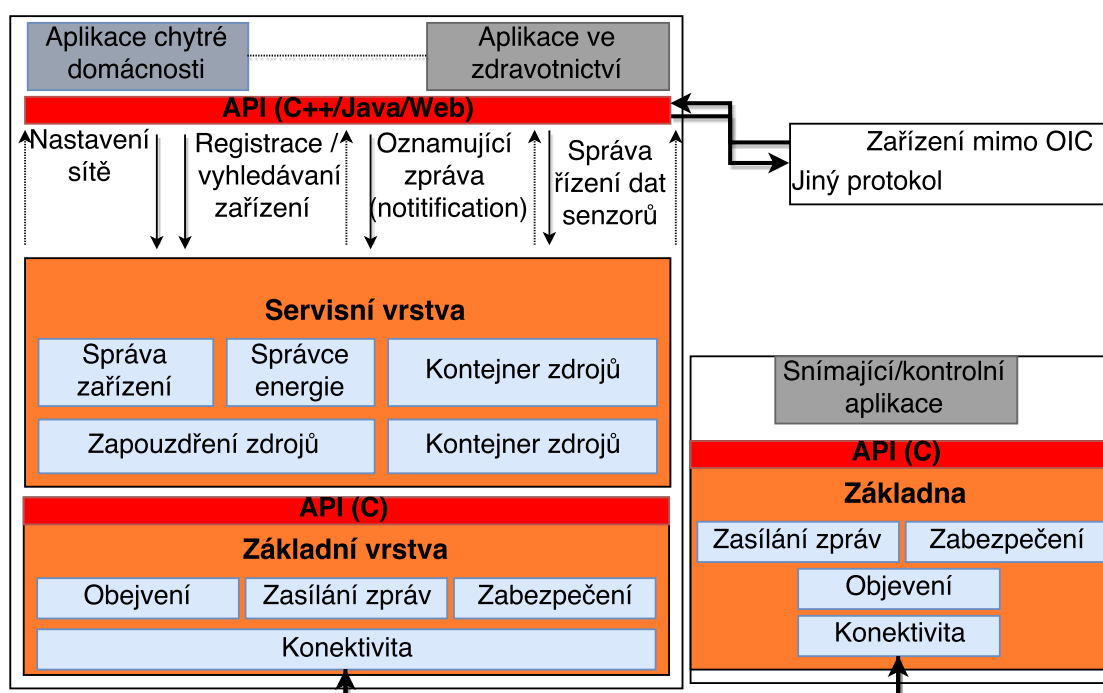 Aplikace chytré
domácnosti
Aplikace ve
zdravotnictví
API (C++/Java/Web)
Nastavení
sítě
Registrace /
vyhledávaní
zařízení
Oznamující
zpráva
(notitification)
Správa
řízení dat
senzorů
Zařízení mimo OIC
Jiný protokol
Servisní vrstva
Správa
zařízení
Správce
energie
Kontejner zdrojů
Zapouzdření zdrojů
Kontejner zdrojů
API (C)
Základní vrstva
Obejvení
Zasílání zpráv
Zabezpečení
Konektivita
Snímající/kontrolní
aplikace
API (C)
Základna
Zasílání zpráv
Zabezpečení
Objevení
Konektivita